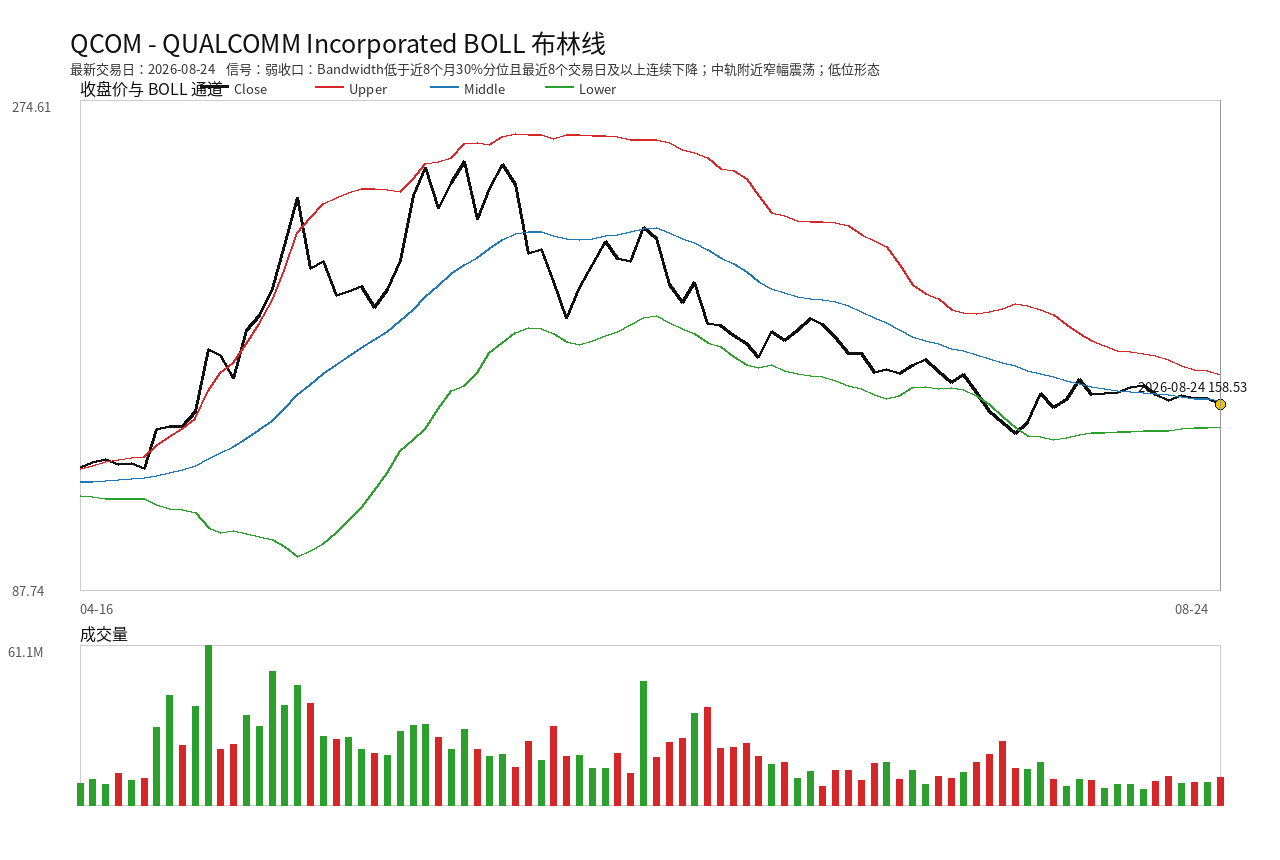 QCOM - QUALCOMM Incorporated BOLL 布林线
最新交易日：2026-08-24 信号：弱收口：Bandwidth低于近8个月30%分位且最近8个交易日及以上连续下降；中轨附近窄幅震荡；低位形态
收盘价与 BOLL 通道 Close Upper Middle Lower
274.61
2026-08-24 158.53
87.74
04-16 08-24
成交量
61.1M